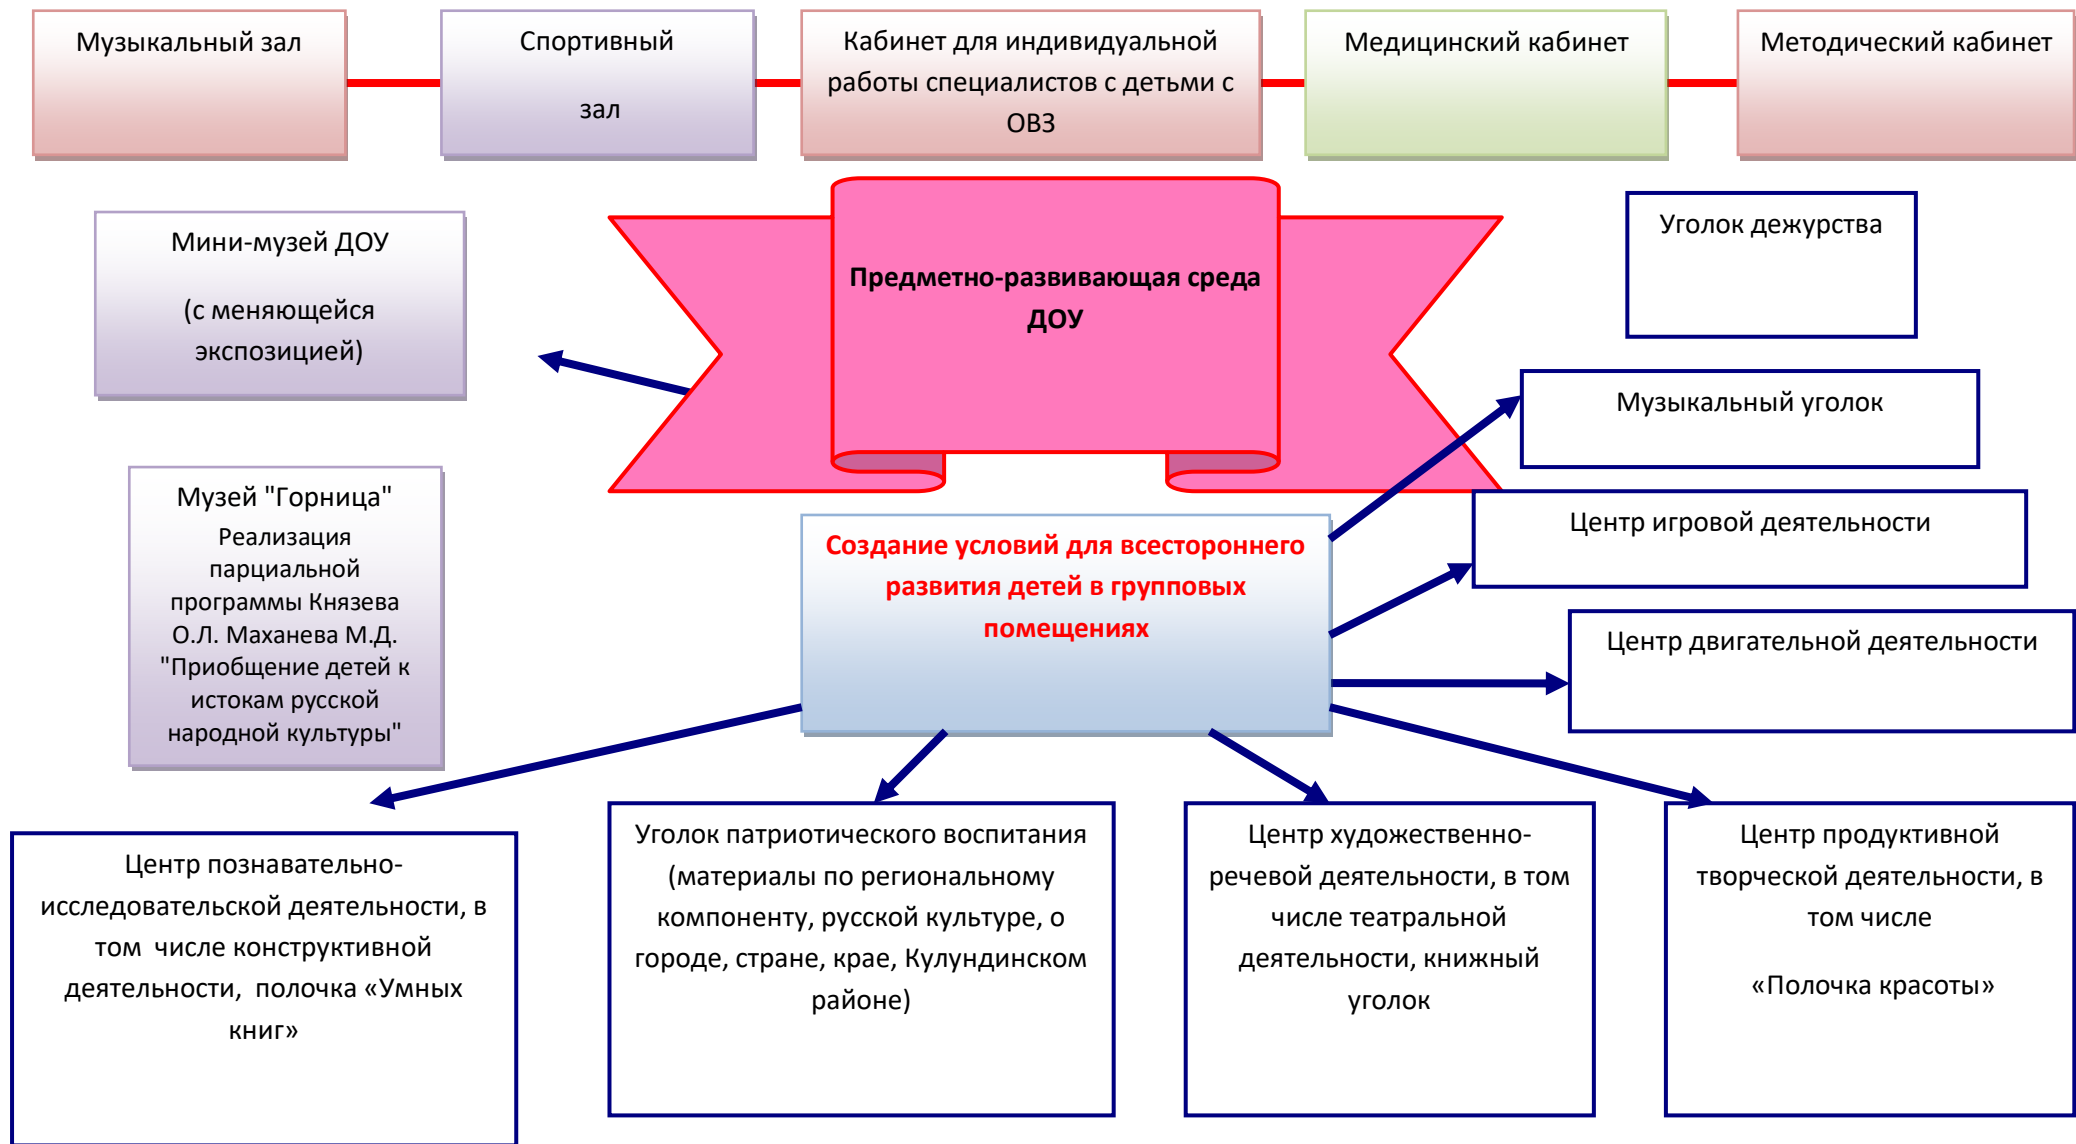 Музыкальный зал
Спортивный
зал
Кабинет для индивидуальной
работы специалистов с детьми с
ОВЗ
Медицинский кабинет
Методический кабинет
Мини-музей ДОУ
(с меняющейся
экспозицией)
Предметно-развивающая среда
ДОУ
Уголок дежурства
Музыкальный уголок
Музей "Горница"
Реализация
парциальной
программы Князева
О.Л. Маханева М.Д.
"Приобщение детей к
истокам русской
народной культуры"
Создание условий для всестороннего
развития детей в групповых
помещениях
Центр игровой деятельности
Центр двигательной деятельности
Центр познавательно-
исследовательской деятельности, в
том  числе конструктивной
деятельности,  полочка «Умных
книг»
Уголок патриотического воспитания
(материалы по региональному
компоненту, русской культуре, о
городе, стране, крае, Кулундинском
районе)
Центр художественно-
речевой деятельности, в том
числе театральной
деятельности, книжный
уголок
Центр продуктивной
творческой деятельности, в
том числе
«Полочка красоты»